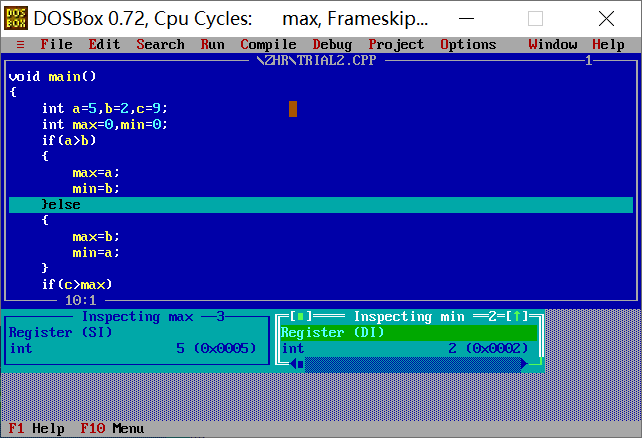 DOSBox 0.72, Cpu Cycles: max, Frameskip...
≡ File Edit Search Run Compile Debug Project Options Window Help
\ZHR\TRIAL2.CPP 1
void main()
{
int a=5,b=2,c=9;
int max=0,min=0;
if(a>b)
{
max=a;
min=b;
}else
{
max=b;
min=a;
}
if(c>max)
10:1
Inspecting max 3
Register (SI)
int 5 (0x0005)
[■] Inspecting min 2=[↑]
Register (DI)
int 2 (0x0002)
F1 Help F10 Menu